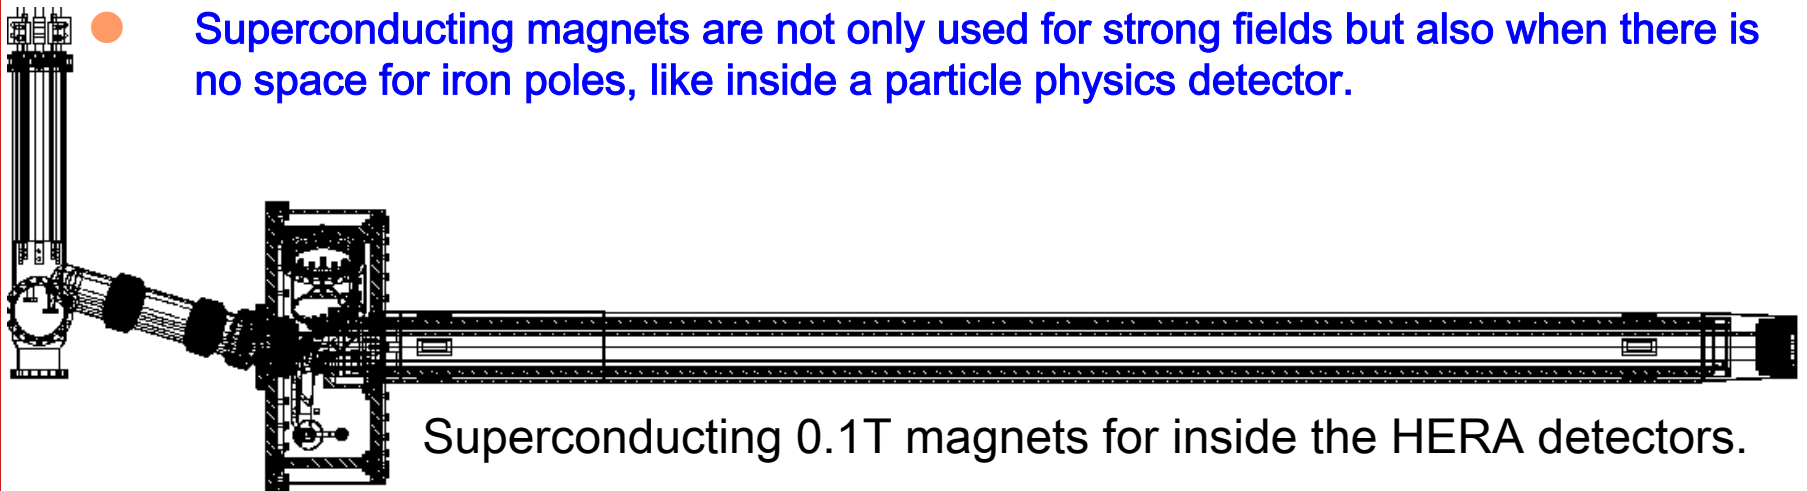 Superconducting magnets are not only used for strong fields but also when there is
no space for iron poles, like inside a particle physics detector.
Superconducting 0.1T magnets for inside the HERA detectors.